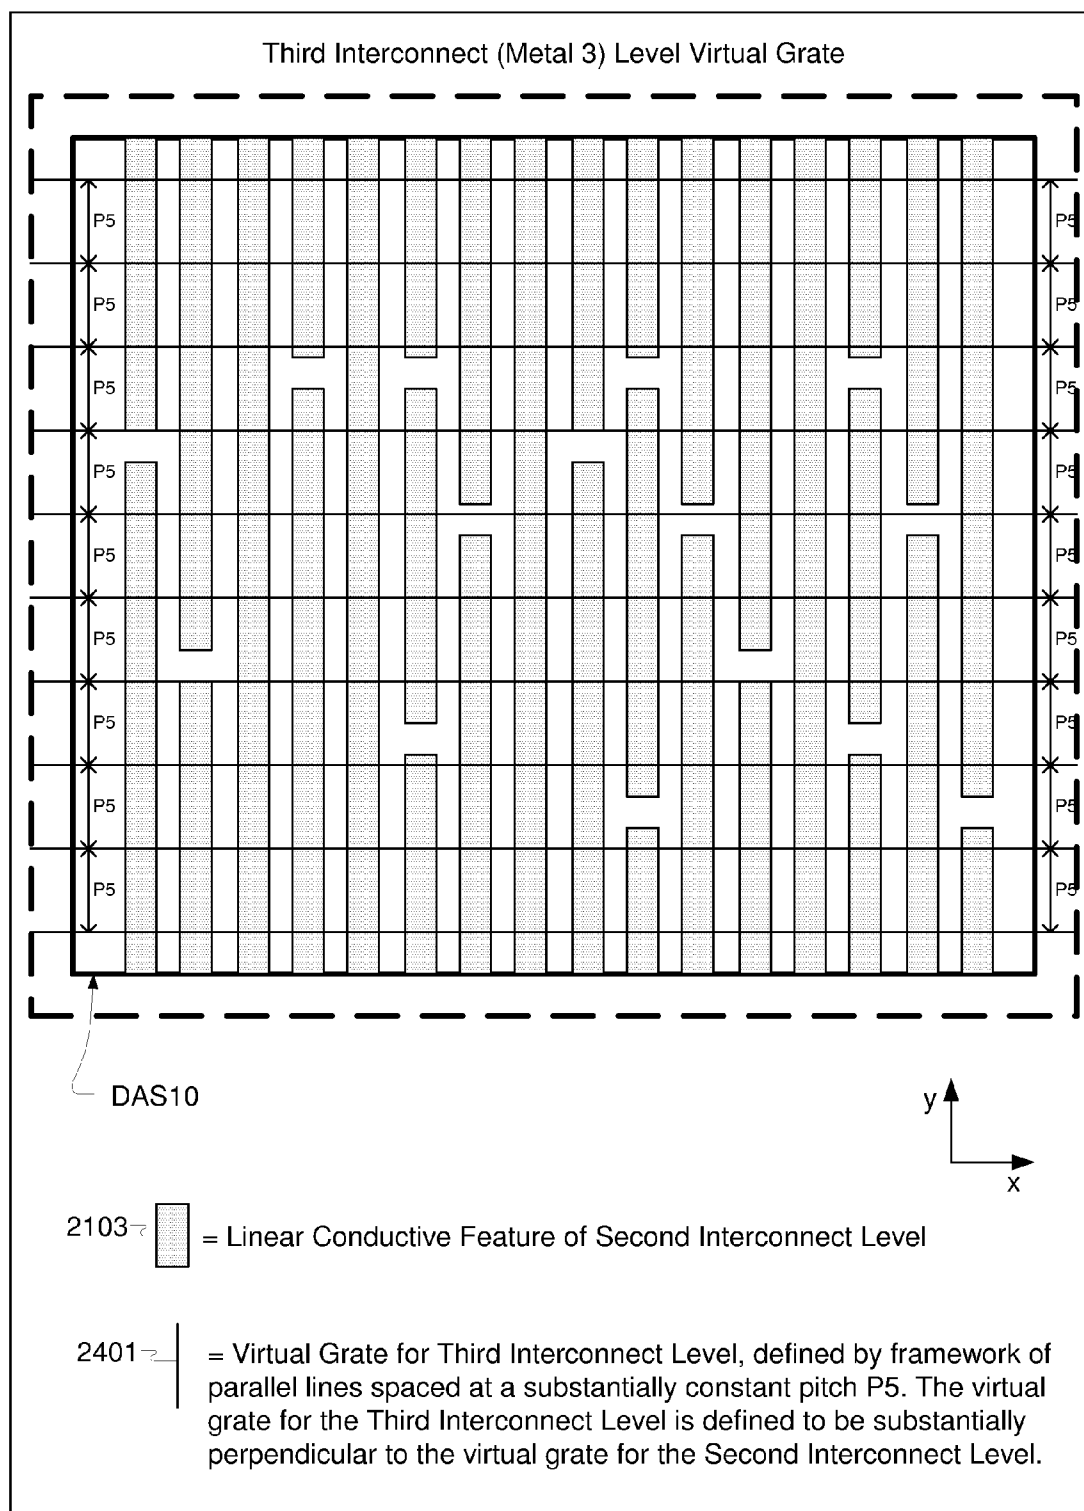 Third Interconnect (Metal 3) Level Virtual Grate
P5 P5
P5 P5
P5 P5
P5 P5
P5 P5
P5 P5
P5 P5
P5 P5
P5 P5
DAS10
y
x
2103 = Linear Conductive Feature of Second Interconnect Level
2401 = Virtual Grate for Third Interconnect Level, defined by framework of
parallel lines spaced at a substantially constant pitch P5. The virtual
grate for the Third Interconnect Level is defined to be substantially
perpendicular to the virtual grate for the Second Interconnect Level.